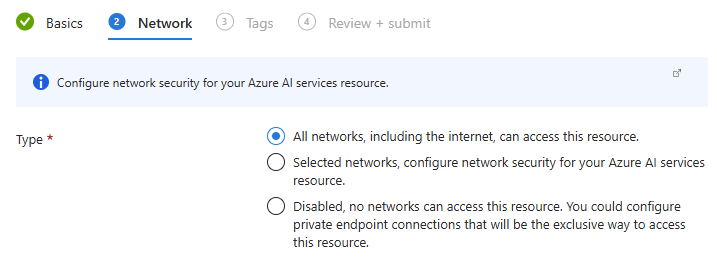 Basics 2 Network 3 Tags 4 Review + submit
Configure network security for your Azure AI services resource.
Type *
All networks, including the internet, can access this resource.
Selected networks, configure network security for your Azure AI services
resource.
Disabled, no networks can access this resource. You could configure
private endpoint connections that will be the exclusive way to access
this resource.